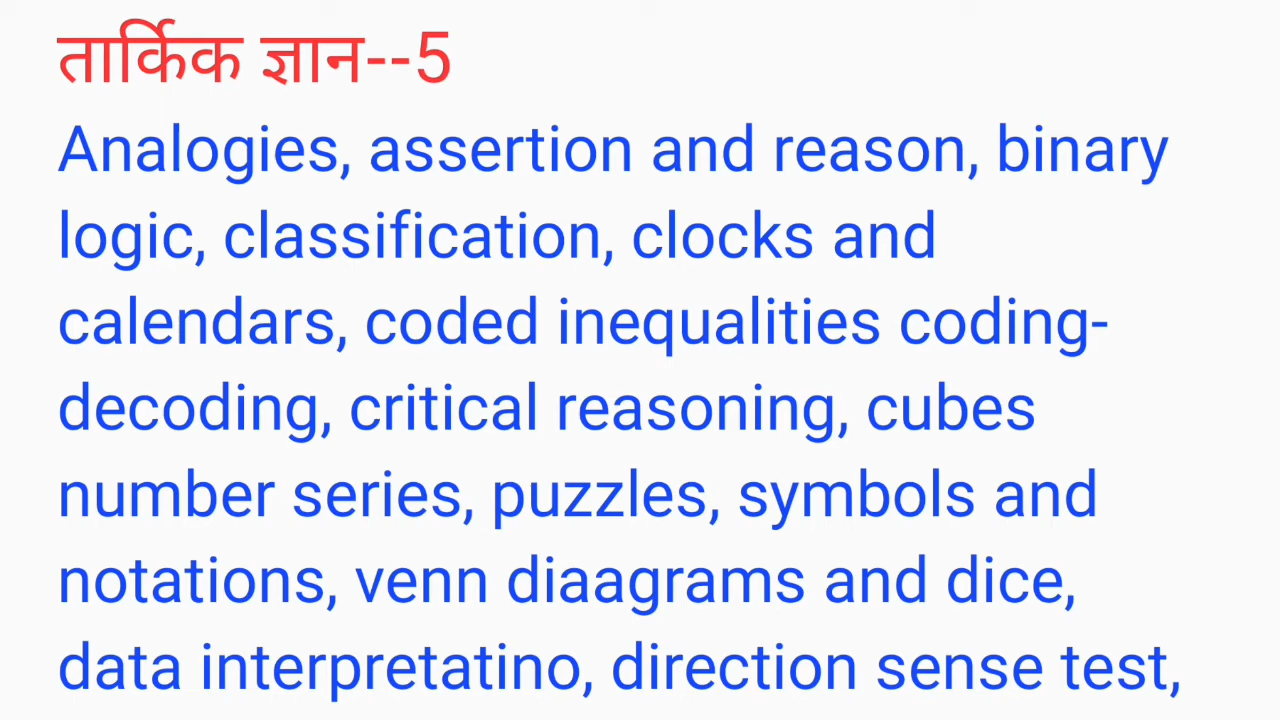 तार्किक ज्ञान--5
Analogies, assertion and reason, binary
logic, classification, clocks and
calendars, coded inequalities coding-
decoding, critical reasoning, cubes
number series, puzzles, symbols and
notations, venn diaagrams and dice,
data interpretatino, direction sense test,